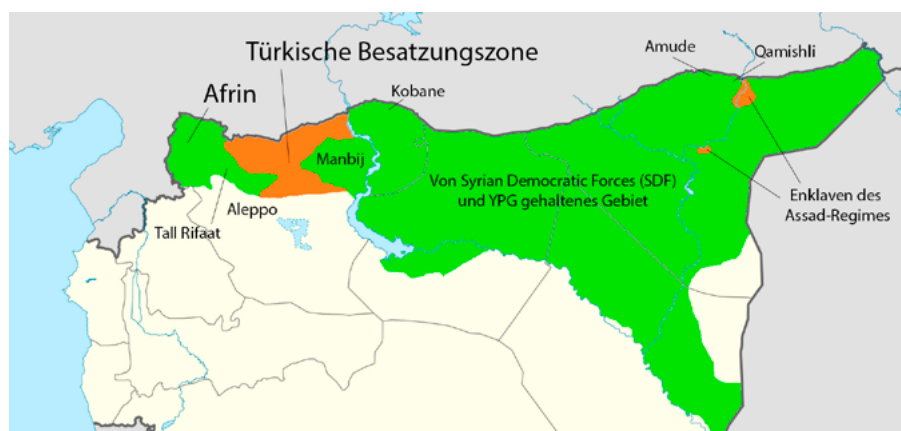 Türkische Besatzungszone
Amude
Qamishli
Afrin
Kobane
Manbij
Von Syrian Democratic Forces (SDF)
und YPG gehaltenes Gebiet
Enklaven des
Assad-Regimes
Aleppo
Tall Rifaat